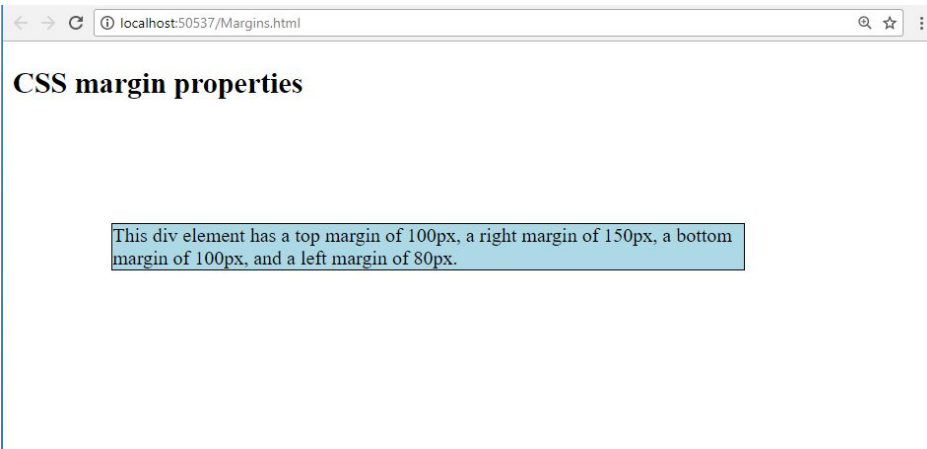 localhost:50537/Margins.html
CSS margin properties
This div element has a top margin of 100px, a right margin of 150px, a bottom
margin of 100px, and a left margin of 80px.